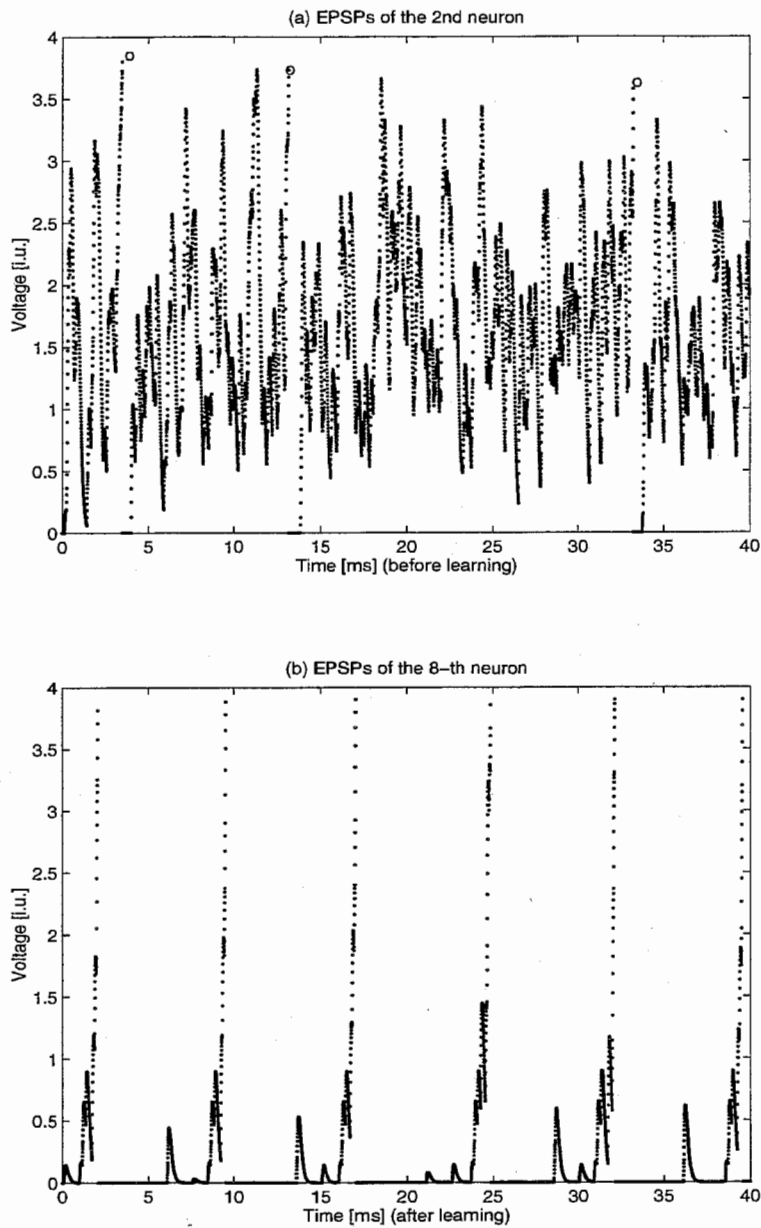 (a) EPSPs of the 2nd neuron
4
3.5
3
2.5
2
1.5
1
0.5
0
Voltage [i.u.]
0 5 10 15 20 25 30 35 40
Time [ms] (before learning)
(b) EPSPs of the 8-th neuron
4
3.5
3
2.5
2
1.5
1
0.5
0
Voltage [i.u.]
0 5 10 15 20 25 30 35 40
Time [ms] (after learning)